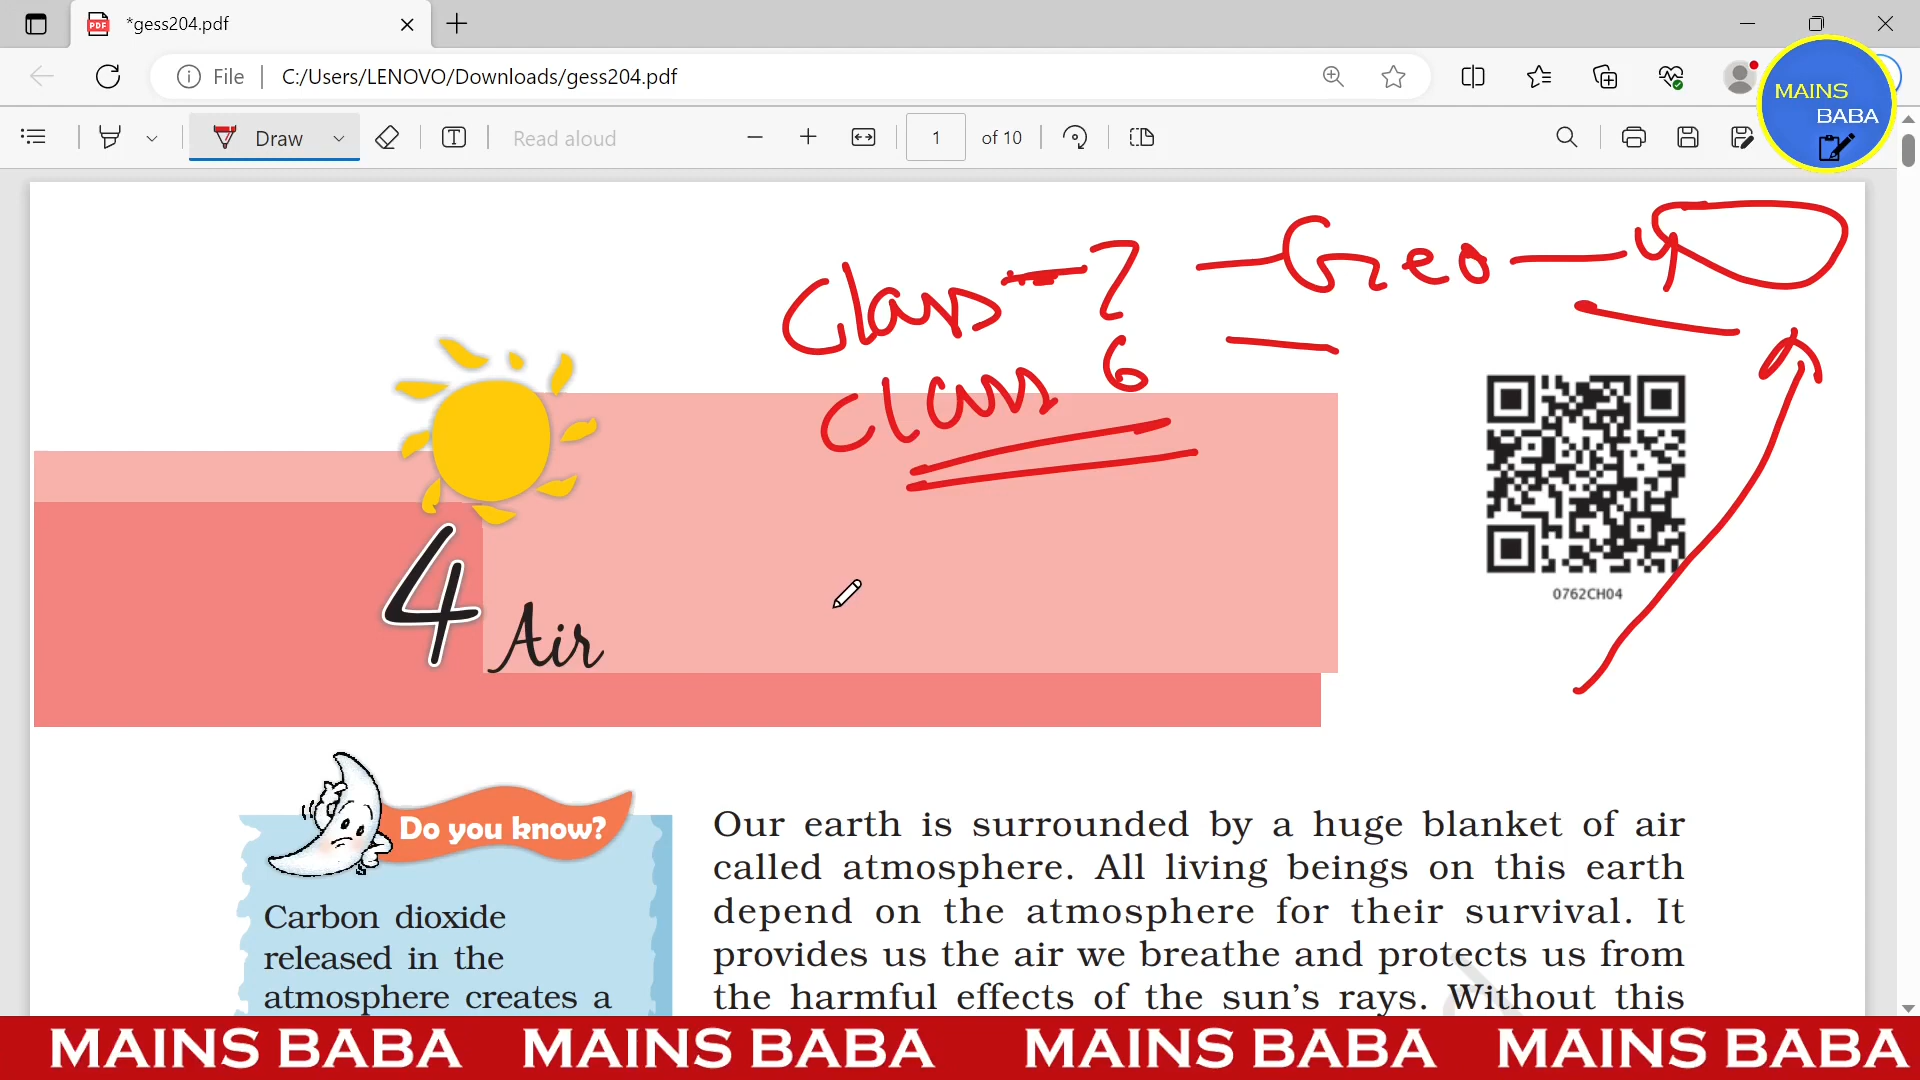 *gess204.pdf
File
C:/Users/LENOVO/Downloads/gess204.pdf
Draw
Read aloud
1
of 10
MAINS
BABA
Class - 7 - Geo - 4
Class 6
0762CH04
4 Air
Do you know?
Carbon dioxide
released in the
atmosphere creates a
Our earth is surrounded by a huge blanket of air
called atmosphere. All living beings on this earth
depend on the atmosphere for their survival. It
provides us the air we breathe and protects us from
the harmful effects of the sun's rays. Without this
MAINS BABA MAINS BABA MAINS BABA MAINS BABA